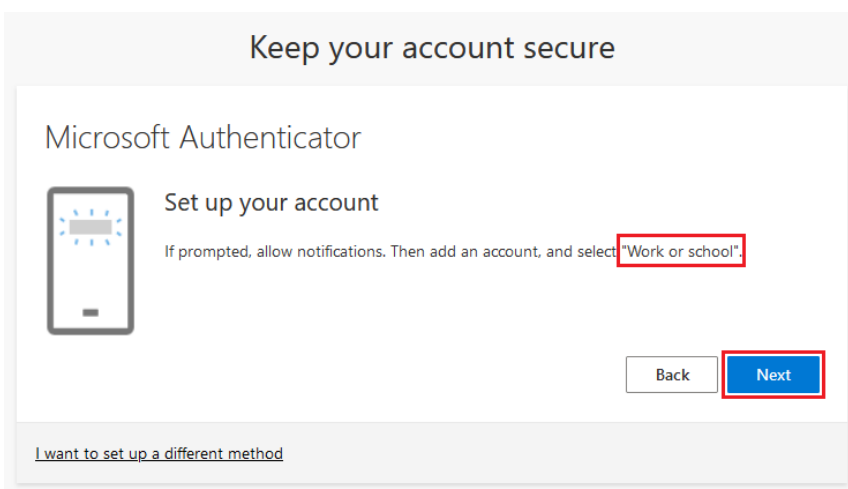 Keep your account secure
Microsoft Authenticator
Set up your account
If prompted, allow notifications. Then add an account, and select "Work or school".
Back
Next
I want to set up a different method